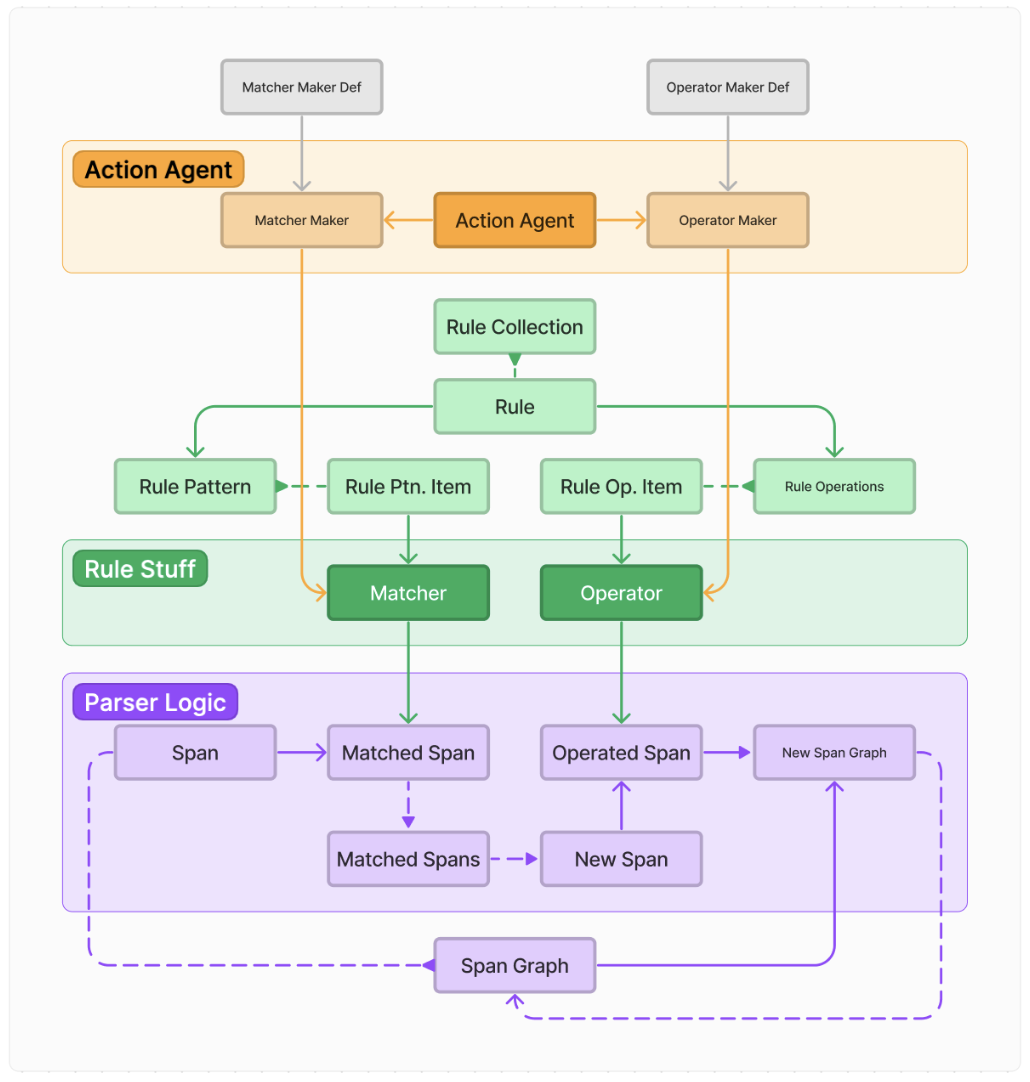 Matcher Maker Def
Operator Maker Def
Action Agent
Matcher Maker
Action Agent
Operator Maker
Rule Collection
Rule
Rule Pattern
Rule Ptn. Item
Rule Op. Item
Rule Operations
Rule Stuff
Matcher
Operator
Parser Logic
Span
Matched Span
Operated Span
New Span Graph
Matched Spans
New Span
Span Graph